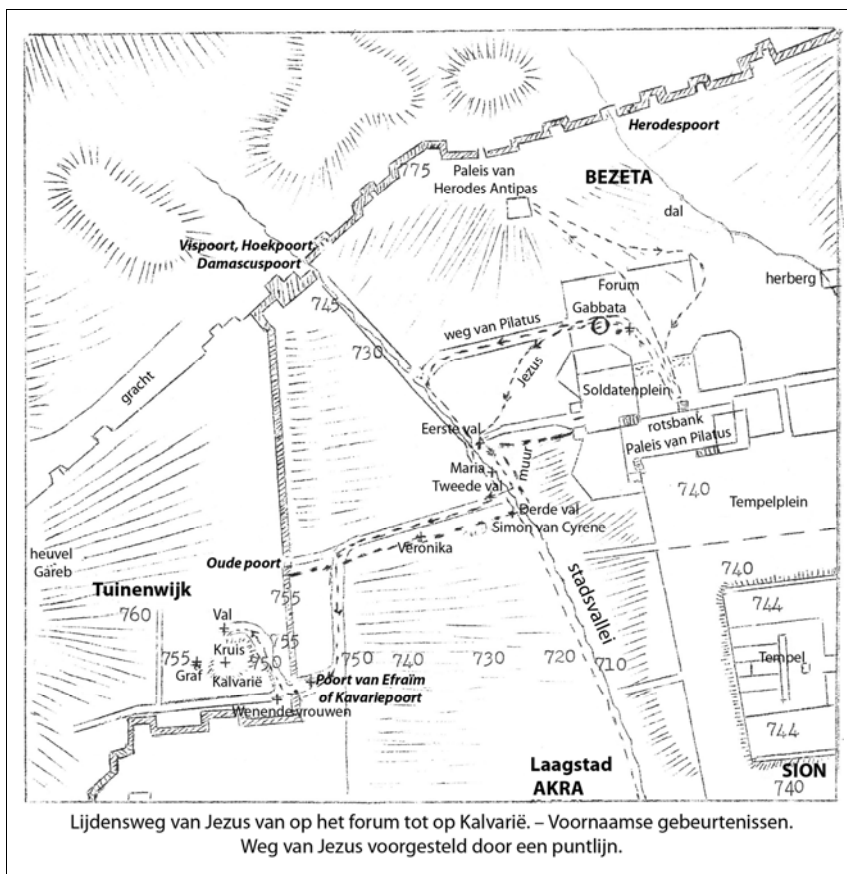 Herodespoort
775
Paleis van
Herodes Antipas
BEZETA
dal
Vispoort, Hoekpoort,
Damascuspoort
herberg
Forum
745
Gabbata
weg van Pilatus
730
gracht
Jezus
Soldatenplein
rotsbank
Eerste val
Paleis van Pilatus
muur
Maria
Tweede val
740
Tempelplein
Derde val
Simon van Cyrene
Veronika
heuvel
Gareb
Oude poort
stadsvallei
740
Tuinenwijk
755
744
760
Val
755
Kruis
755
750
750
740
730
720
710
Graf
Kalvarië
Tempel
Poort van Efraïm
of Kavariepoort
Wenende vrouwen
744
Laagstad
AKRA
SION
740
Lijdensweg van Jezus van op het forum tot op Kalvarië. – Voornaamse gebeurtenissen.
Weg van Jezus voorgesteld door een puntlijn.